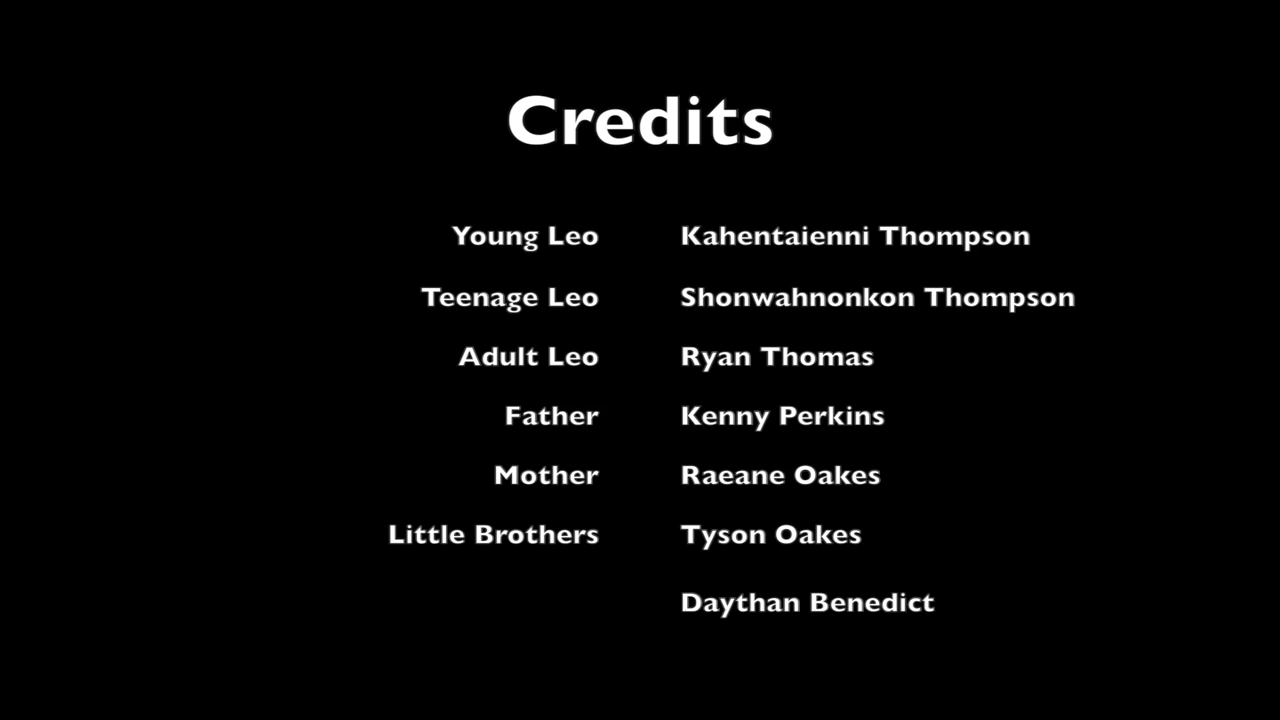 Credits
Young Leo Kahentaienni Thompson
Teenage Leo Shonwahnonkon Thompson
Adult Leo Ryan Thomas
Father Kenny Perkins
Mother Raeane Oakes
Little Brothers Tyson Oakes
Daythan Benedict